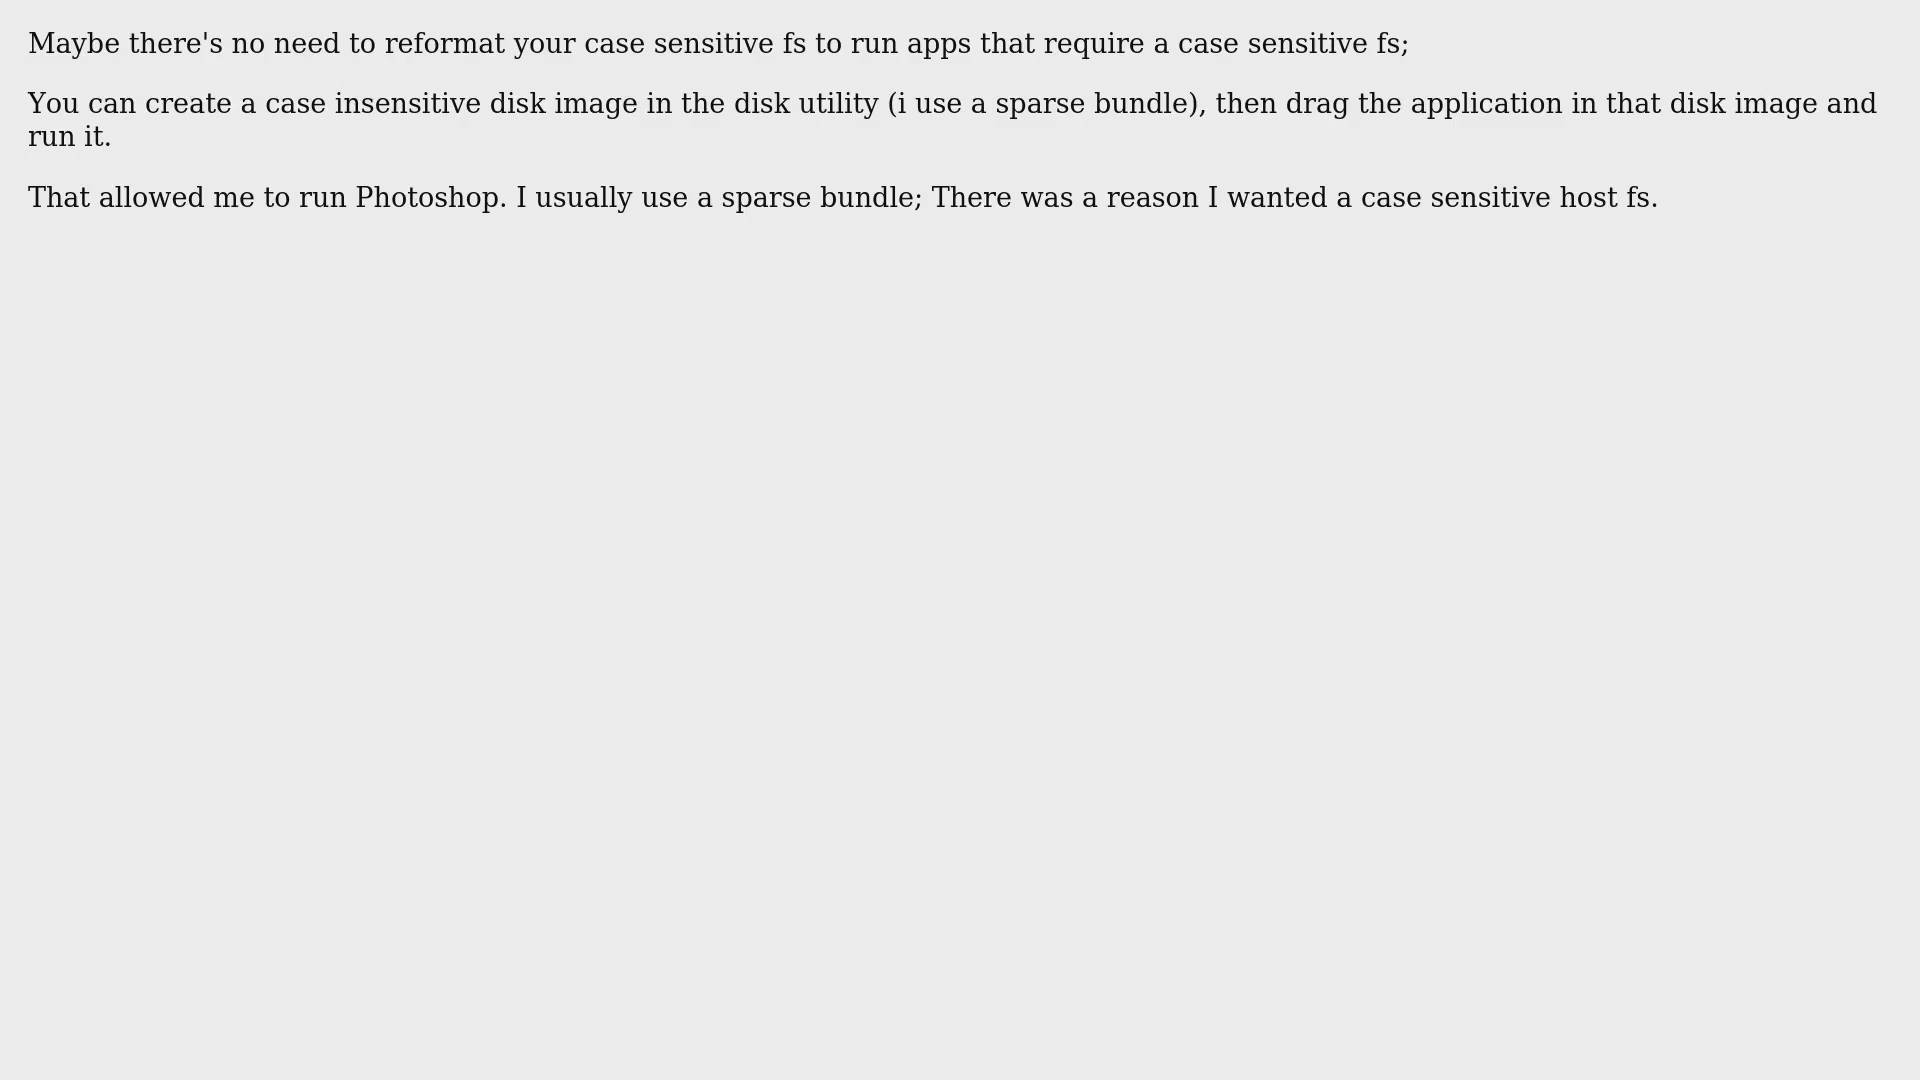 Maybe there's no need to reformat your case sensitive fs to run apps that require a case sensitive fs;
You can create a case insensitive disk image in the disk utility (i use a sparse bundle), then drag the application in that disk image and
run it.
That allowed me to run Photoshop. I usually use a sparse bundle; There was a reason I wanted a case sensitive host fs.